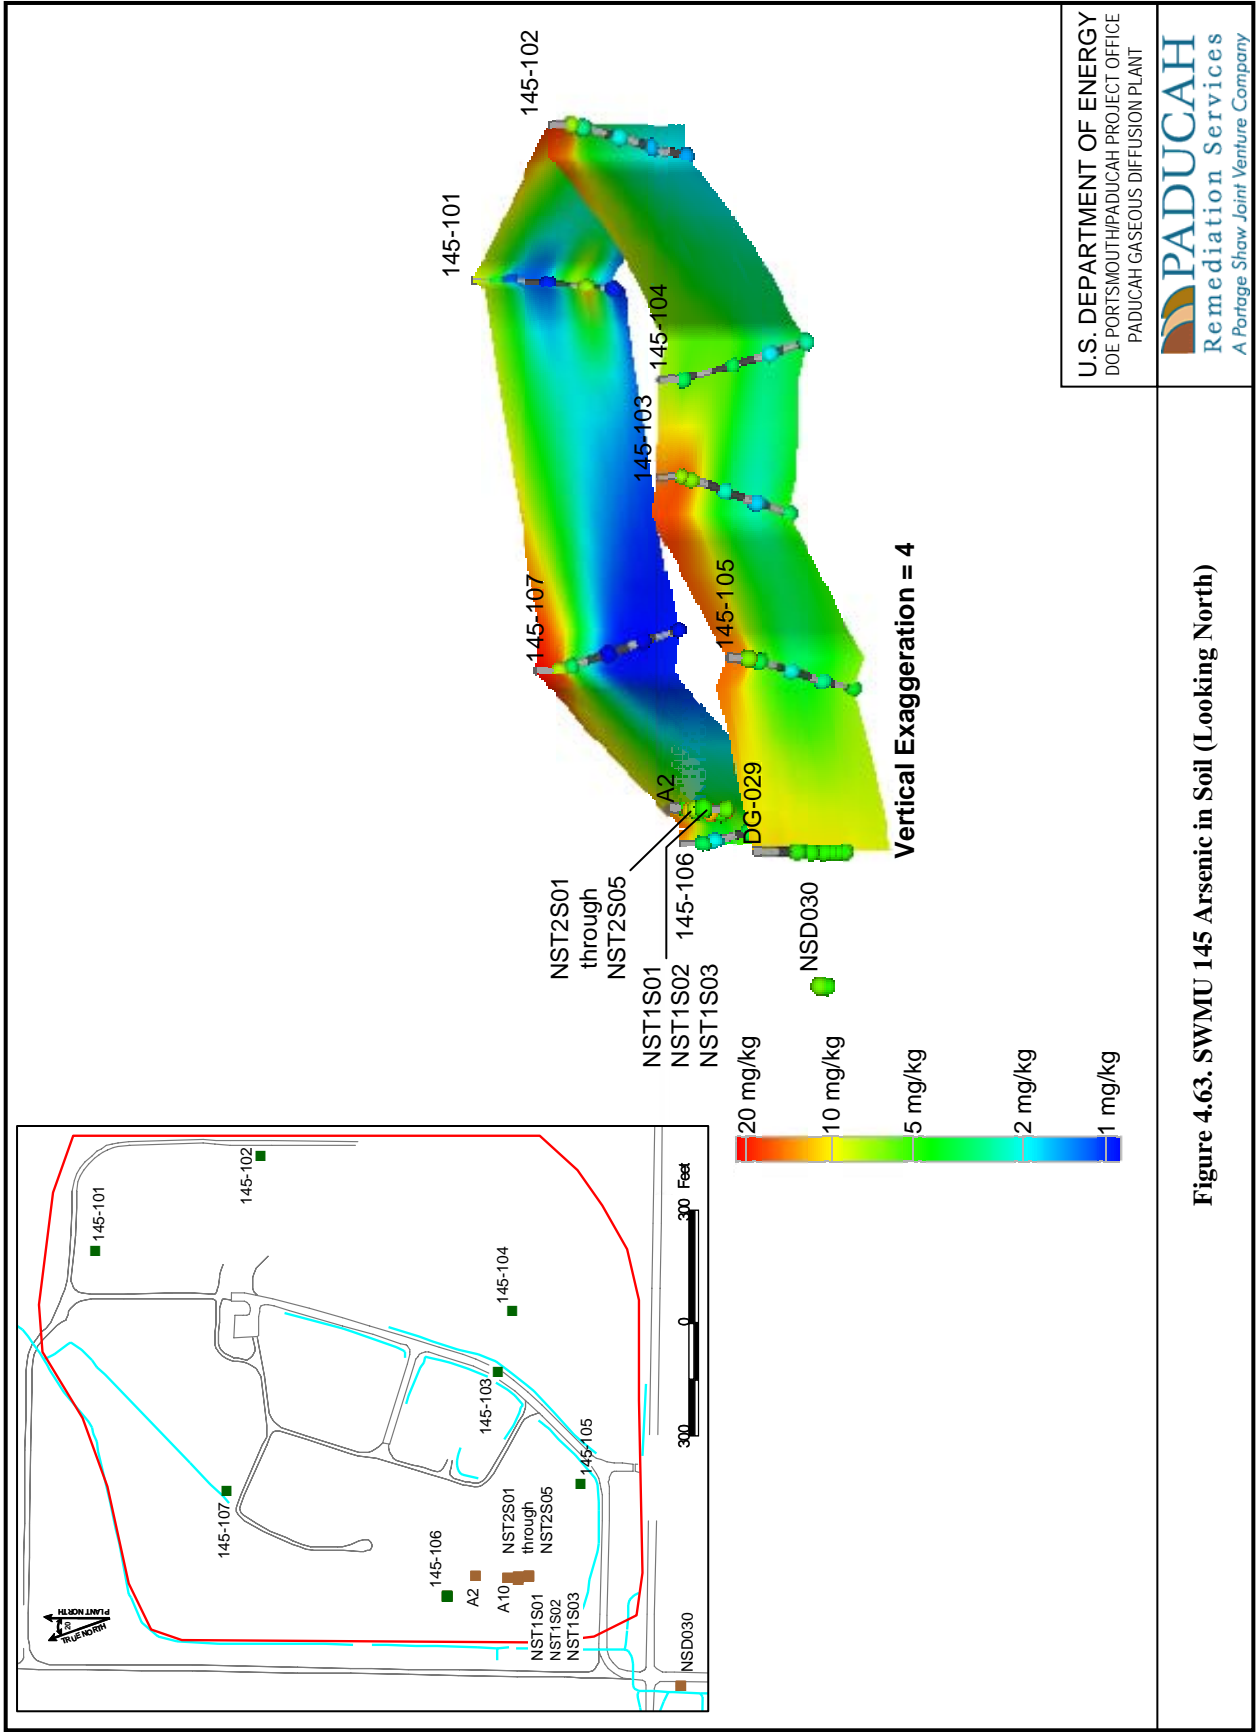 145-101
145-102
145-107
145-104
145-103
145-105
145-106
A2
A10
NST2S01
through
NST2S05
NST1S01
NST1S02
NST1S03
NSD030
PLANT NORTH
TRUE NORTH
20
300
0
300 Feet
145-102
145-101
145-104
145-103
145-107
145-105
A2
DG-029
145-106
NST2S01
through
NST2S05
NST1S01
NST1S02
NST1S03
NSD030
Vertical Exaggeration = 4
20 mg/kg
10 mg/kg
5 mg/kg
2 mg/kg
1 mg/kg
U.S. DEPARTMENT OF ENERGY
DOE PORTSMOUTH/PADUCAH PROJECT OFFICE
PADUCAH GASEOUS DIFFUSION PLANT
PADUCAH
Remediation Services
A Portage Shaw Joint Venture Company
Figure 4.63. SWMU 145 Arsenic in Soil (Looking North)